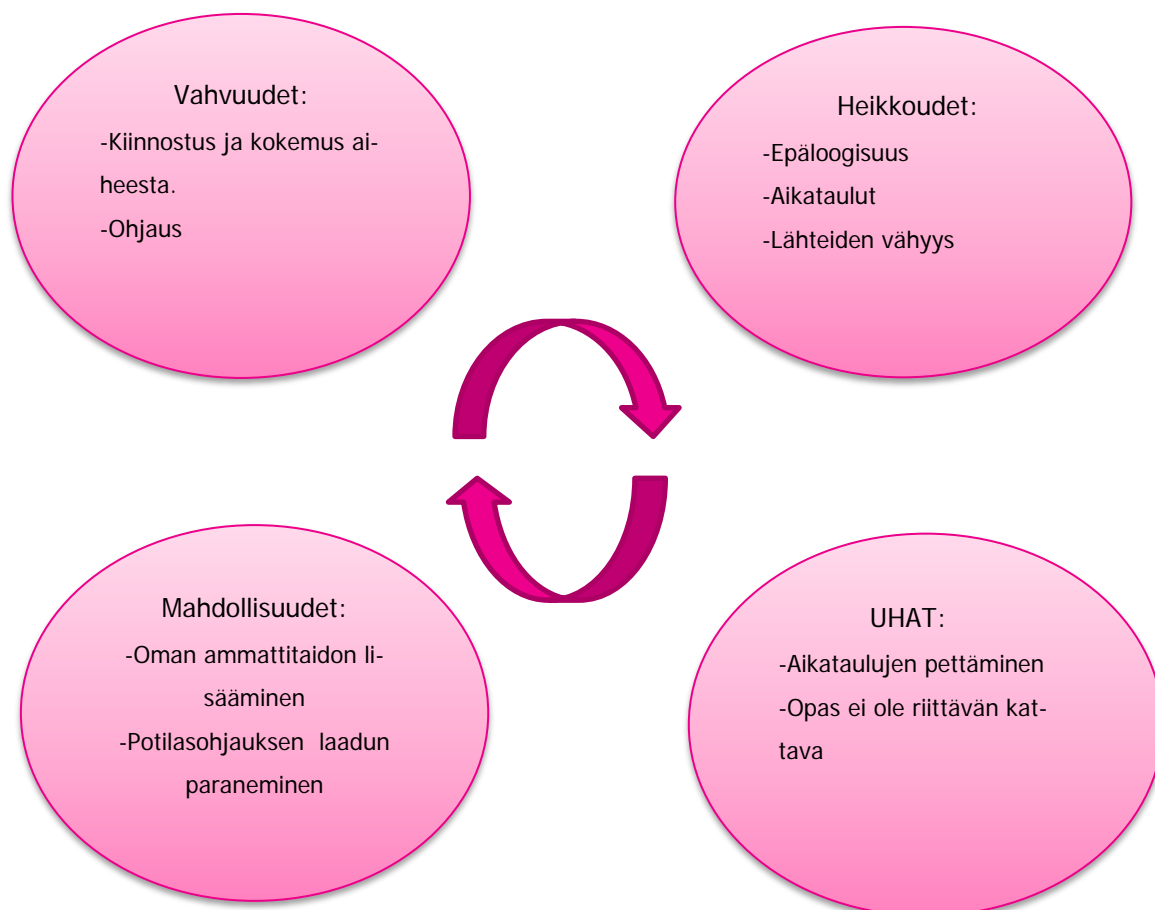 Vahvuudet:
-Kiinnostus ja kokemus ai-
heesta.
-Ohjaus
Heikkoudet:
-Epäloogisuus
-Aikataulut
-Lähteiden vähyys
Mahdollisuudet:
-Oman ammattitaidon li-
sääminen
-Potilasohjauksen laadun
paraneminen
UHAT:
-Aikataulujen pettäminen
-Opas ei ole riittävän kat-
tava